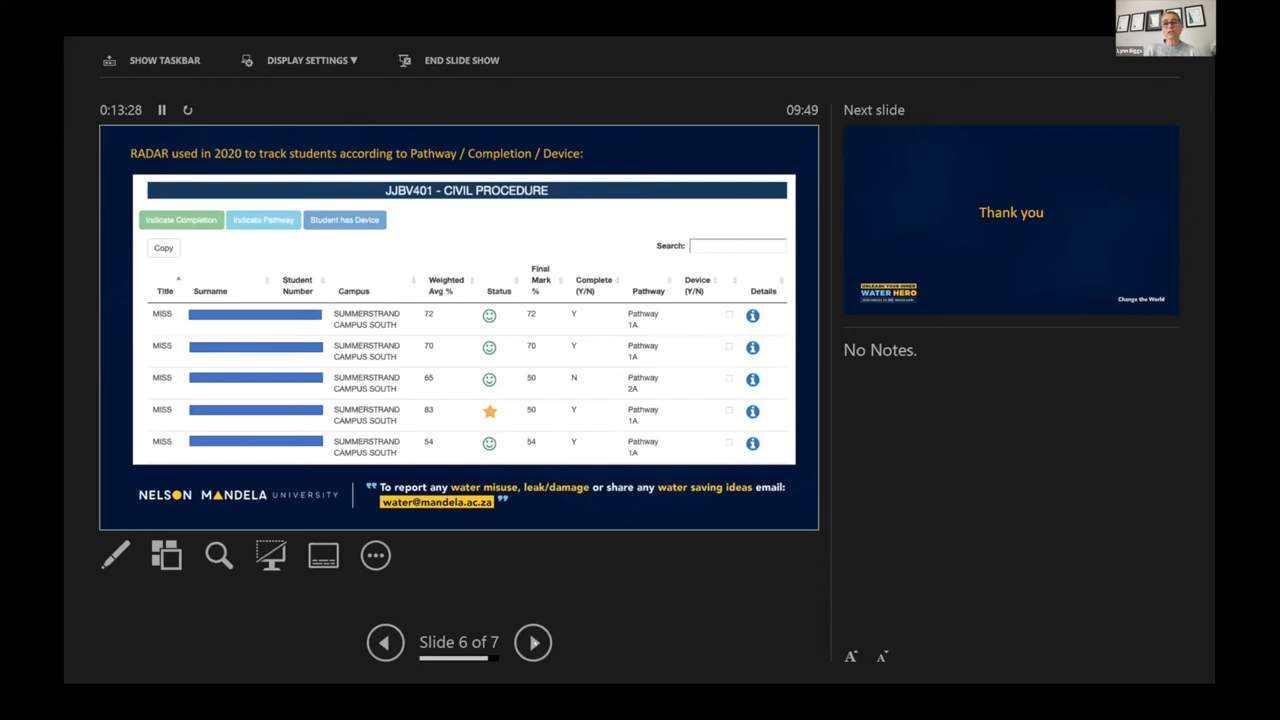 Lynn Biggs
SHOW TASKBAR
DISPLAY SETTINGS ▼
END SLIDE SHOW
0:13:28
09:49
Next slide
RADAR used in 2020 to track students according to Pathway / Completion / Device:
JJBV401 - CIVIL PROCEDURE
Indicate Completion Indicate Pathway Student has Device
Copy
Search:
Title Surname Student Number Campus Weighted Avg % Status Final Mark % Complete (Y/N) Pathway Device (Y/N) Details
MISS SUMMERSTRAND CAMPUS SOUTH 72 72 Y Pathway 1A
MISS SUMMERSTRAND CAMPUS SOUTH 70 70 Y Pathway 1A
MISS SUMMERSTRAND CAMPUS SOUTH 65 50 N Pathway 2A
MISS SUMMERSTRAND CAMPUS SOUTH 83 50 Y Pathway 1A
MISS SUMMERSTRAND CAMPUS SOUTH 54 54 Y Pathway 1A
NELSON MANDELA UNIVERSITY
" To report any water misuse, leak/damage or share any water saving ideas email:
water@mandela.ac.za "
Thank you
UNLEASH YOUR INNER
WATER HERO
Change the World
No Notes.
Slide 6 of 7
A A